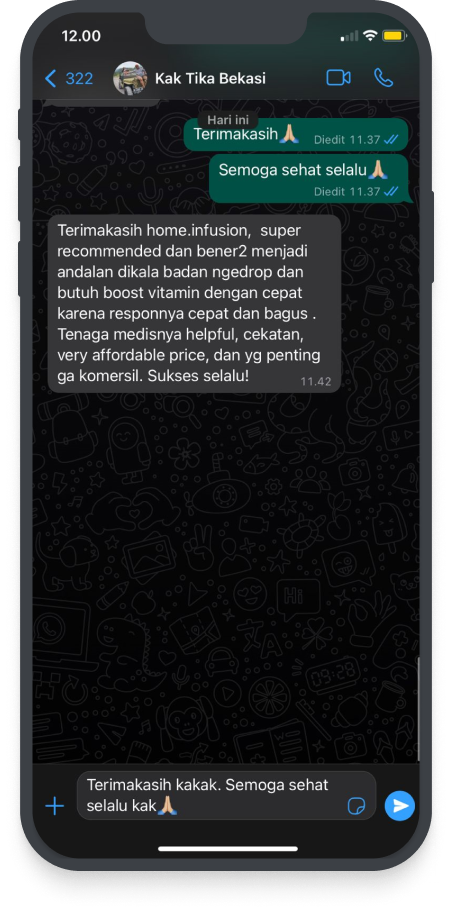 12.00
322
Kak Tika Bekasi
Hari ini
Terimakasih🙏🏼
Diedit 11.37
Semoga sehat selalu🙏🏼
Diedit 11.37
Terimakasih home.infusion,  super
recommended dan bener2 menjadi
andalan dikala badan ngedrop dan
butuh boost vitamin dengan cepat
karena responnya cepat dan bagus .
Tenaga medisnya helpful, cekatan,
very affordable price, dan yg penting
ga komersil. Sukses selalu!
11.42
Hi
09:28
Terimakasih kakak. Semoga sehat
selalu kak🙏🏼